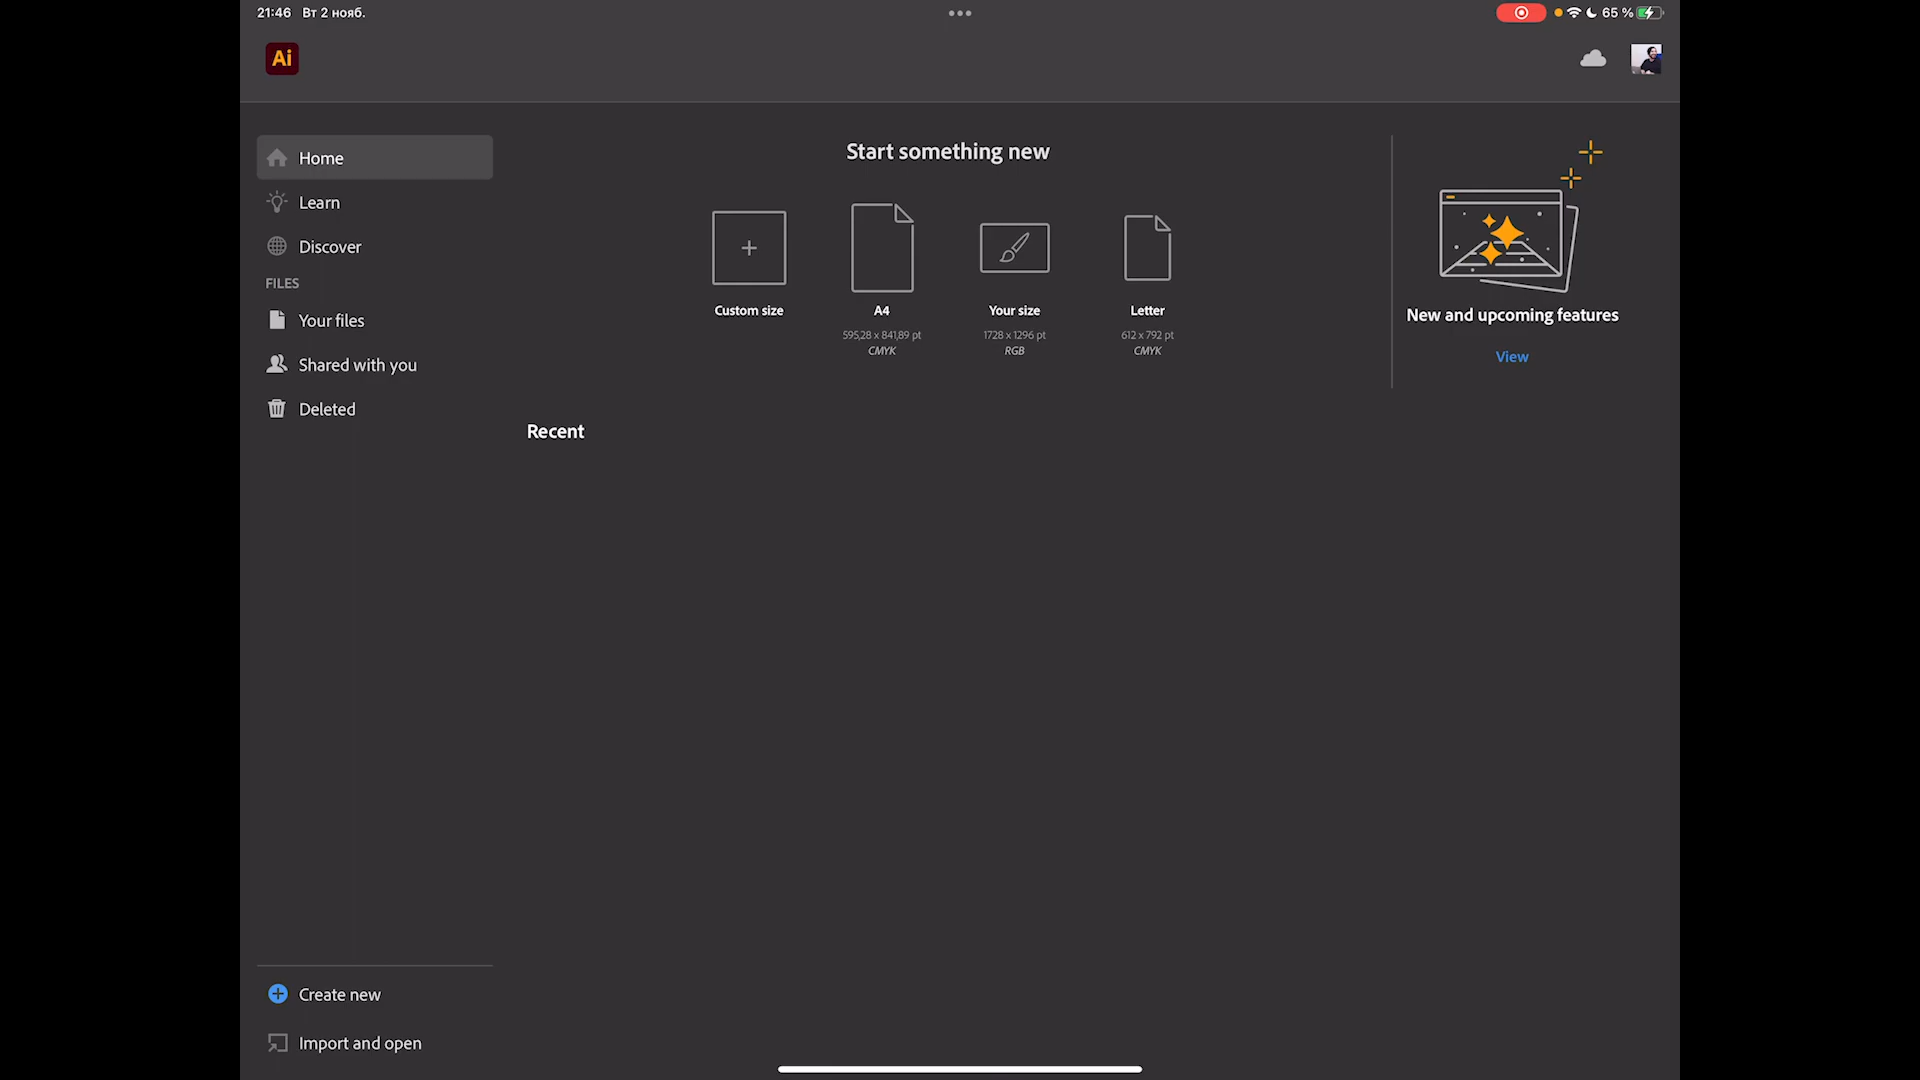 21:46 Вт 2 нояб.
65 %
Ai
Home
Learn
Discover
FILES
Your files
Shared with you
Deleted
Start something new
Custom size
A4
595,28 x 841,89 pt
CMYK
Your size
1728 x 1296 pt
RGB
Letter
612 x 792 pt
CMYK
New and upcoming features
View
Recent
Create new
Import and open